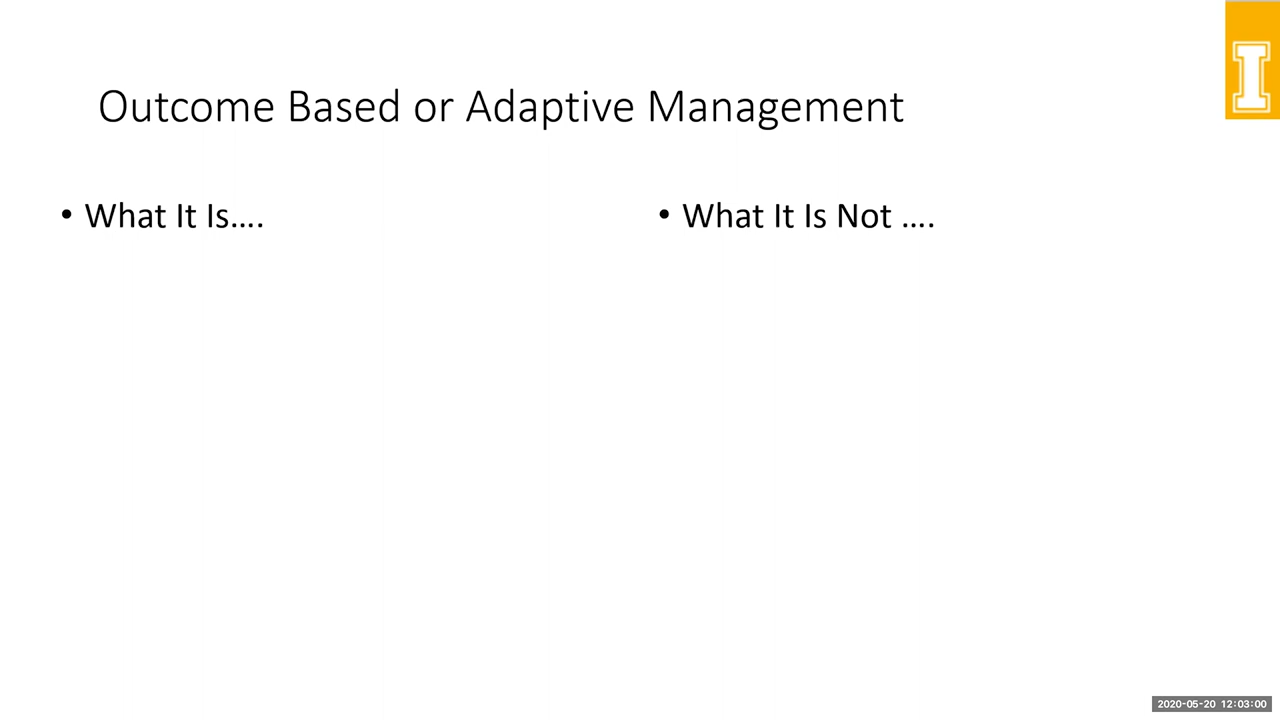 I
Outcome Based or Adaptive Management
• What It Is….
• What It Is Not ….
2020-05-20 12:03:00